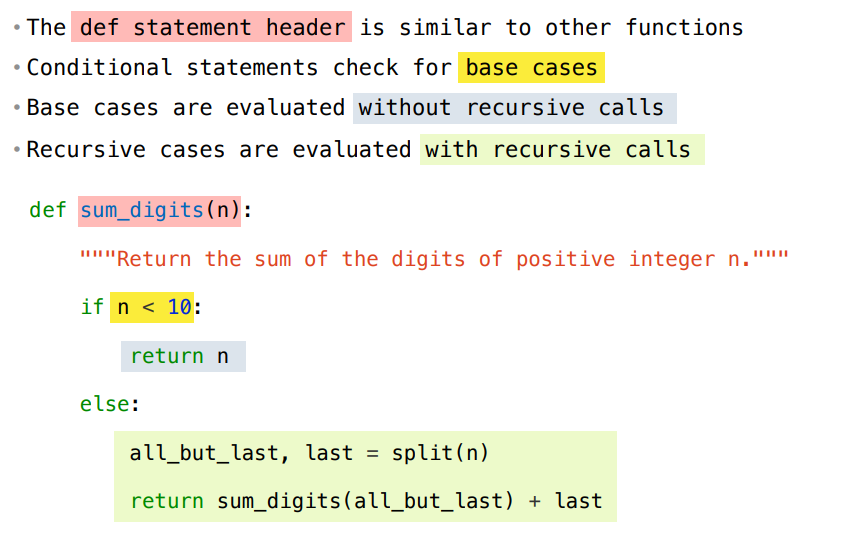 • The def statement header is similar to other functions
• Conditional statements check for base cases
• Base cases are evaluated without recursive calls
• Recursive cases are evaluated with recursive calls
def sum_digits(n):
"""Return the sum of the digits of positive integer n."""
if n < 10:
return n
else:
all_but_last, last = split(n)
return sum_digits(all_but_last) + last